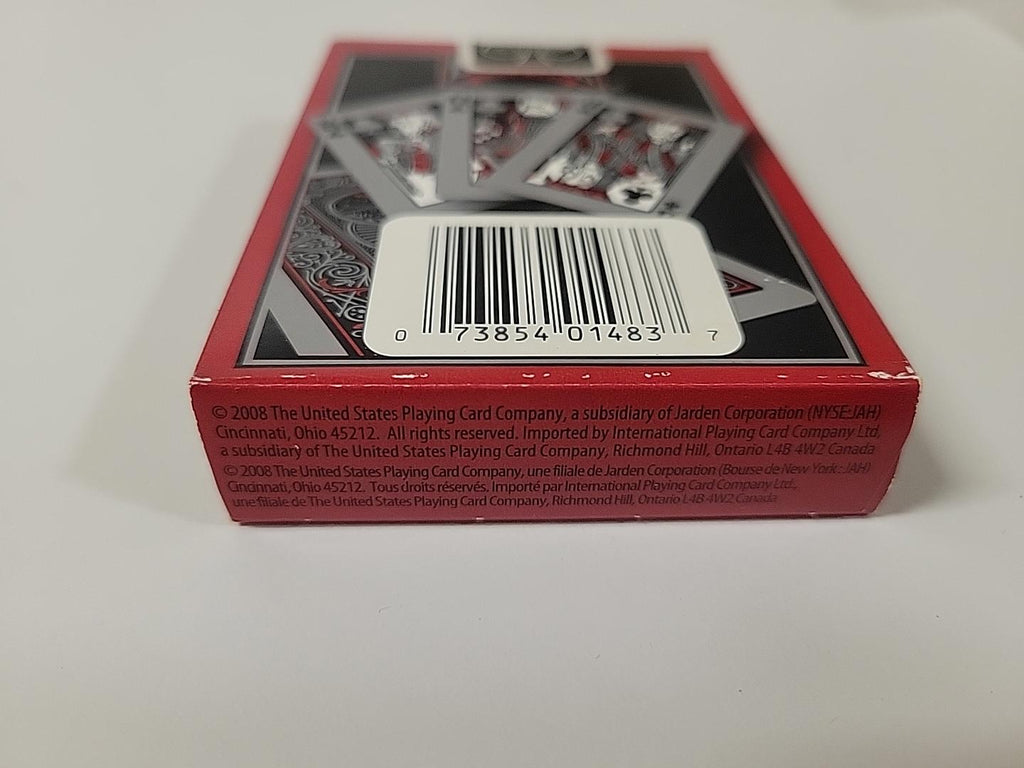 0 73854 01483 7
© 2008 The United States Playing Card Company, a subsidiary of Jarden Corporation (NYSE:JAH)
Cincinnati, Ohio 45212. All rights reserved. Imported by International Playing Card Company Ltd,
a subsidiary of The United States Playing Card Company, Richmond Hill, Ontario L4B 4W2 Canada
© 2008 The United States Playing Card Company, une filiale de Jarden Corporation (Bourse de New York : JAH)
Cincinnati, Ohio 45212. Tous droits réservés. Importé par International Playing Card Company Ltd.,
une filiale de The United States Playing Card Company, Richmond Hill, Ontario L4B 4W2 Canada